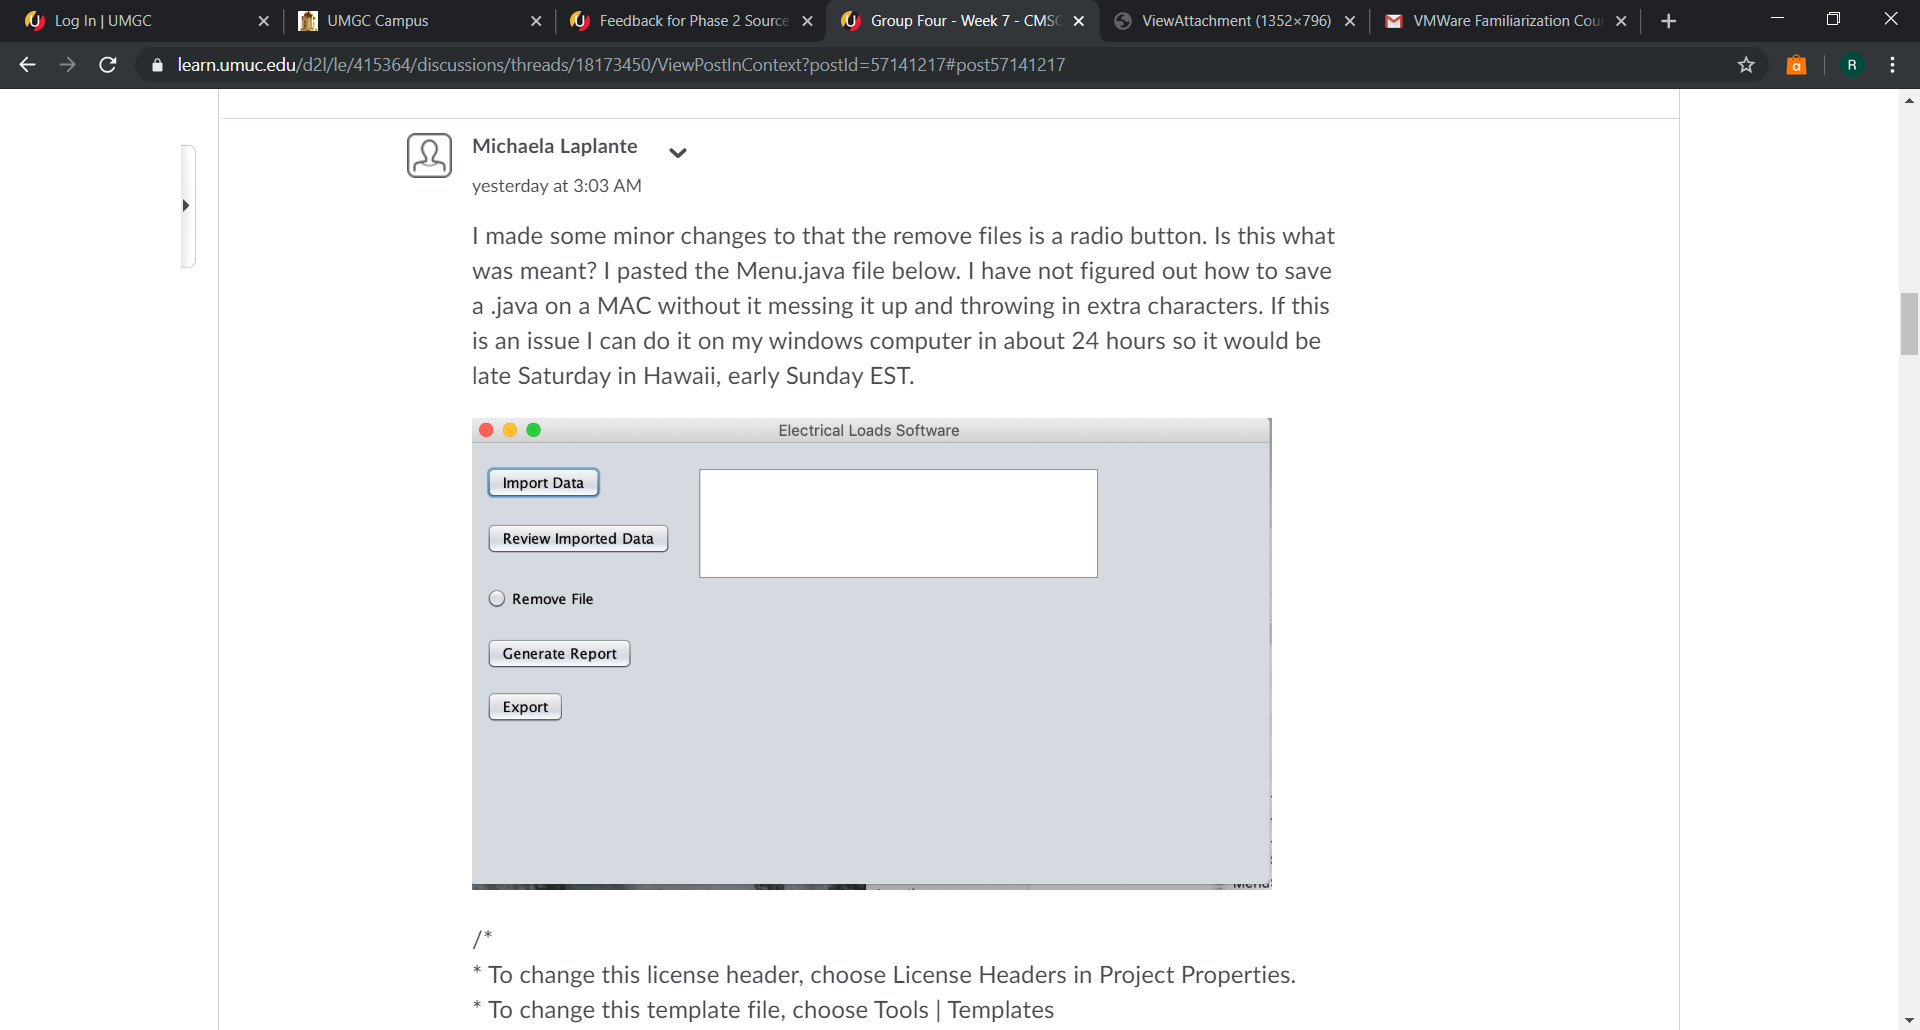 Log In | UMGC
UMGC Campus
Feedback for Phase 2 Source
Group Four - Week 7 - CMSC
ViewAttachment (1352×796)
VMWare Familiarization Cour
learn.umuc.edu/d2l/le/415364/discussions/threads/18173450/ViewPostInContext?postId=57141217#post57141217
a
R
Michaela Laplante
yesterday at 3:03 AM
I made some minor changes to that the remove files is a radio button. Is this what
was meant? I pasted the Menu.java file below. I have not figured out how to save
a .java on a MAC without it messing it up and throwing in extra characters. If this
is an issue I can do it on my windows computer in about 24 hours so it would be
late Saturday in Hawaii, early Sunday EST.
Electrical Loads Software
Import Data
Review Imported Data
Remove File
Generate Report
Export
/*
* To change this license header, choose License Headers in Project Properties.
* To change this template file, choose Tools | Templates